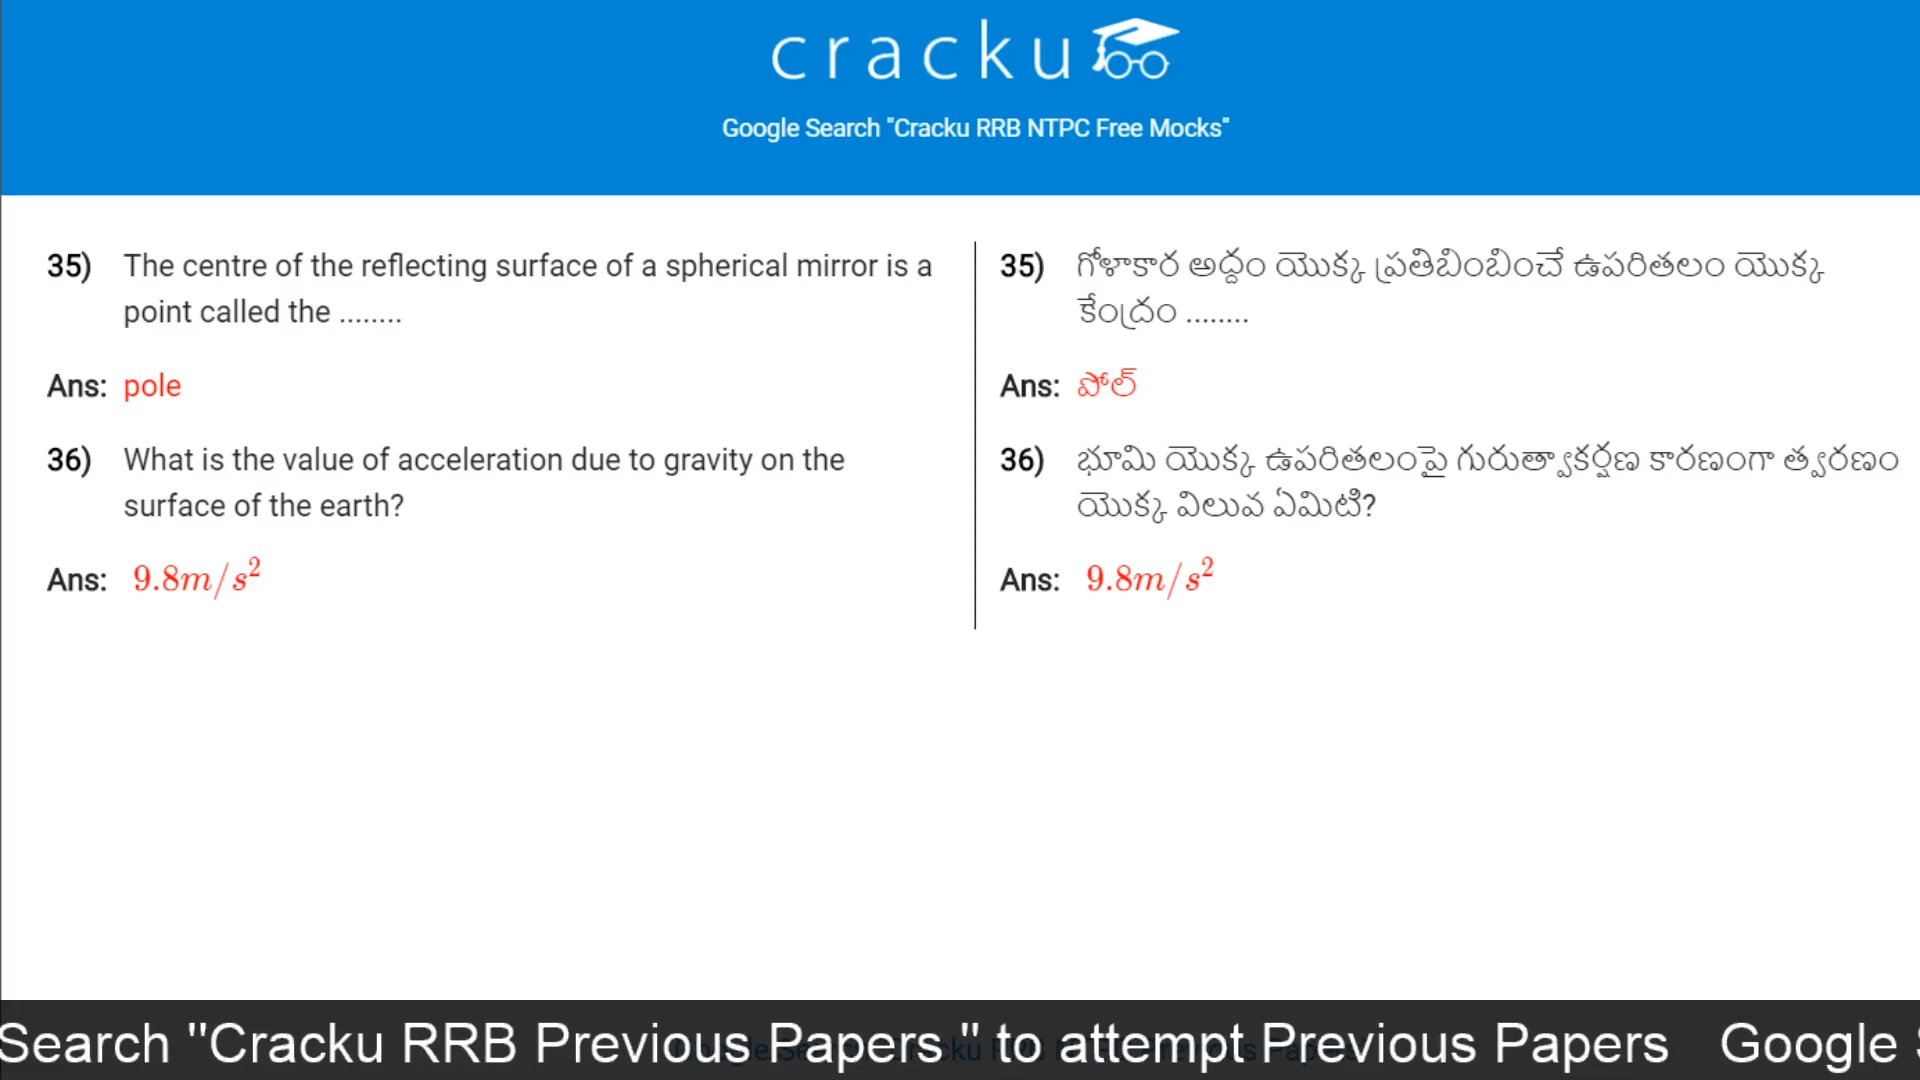 cracku
Google Search "Cracku RRB NTPC Free Mocks"
35) The centre of the reflecting surface of a spherical mirror is a
point called the ........
Ans: pole
36) What is the value of acceleration due to gravity on the
surface of the earth?
Ans: 9.8m/s²
35) గోళాకార అద్దం యొక్క ప్రతిబింబించే ఉపరితలం యొక్క
కేంద్రం ........
Ans: పోల్
36) భూమి యొక్క ఉపరితలంపై గురుత్వాకర్షణ కారణంగా త్వరణం
యొక్క విలువ ఏమిటి?
Ans: 9.8m/s²
Search "Cracku RRB Previous Papers " to attempt Previous Papers Google